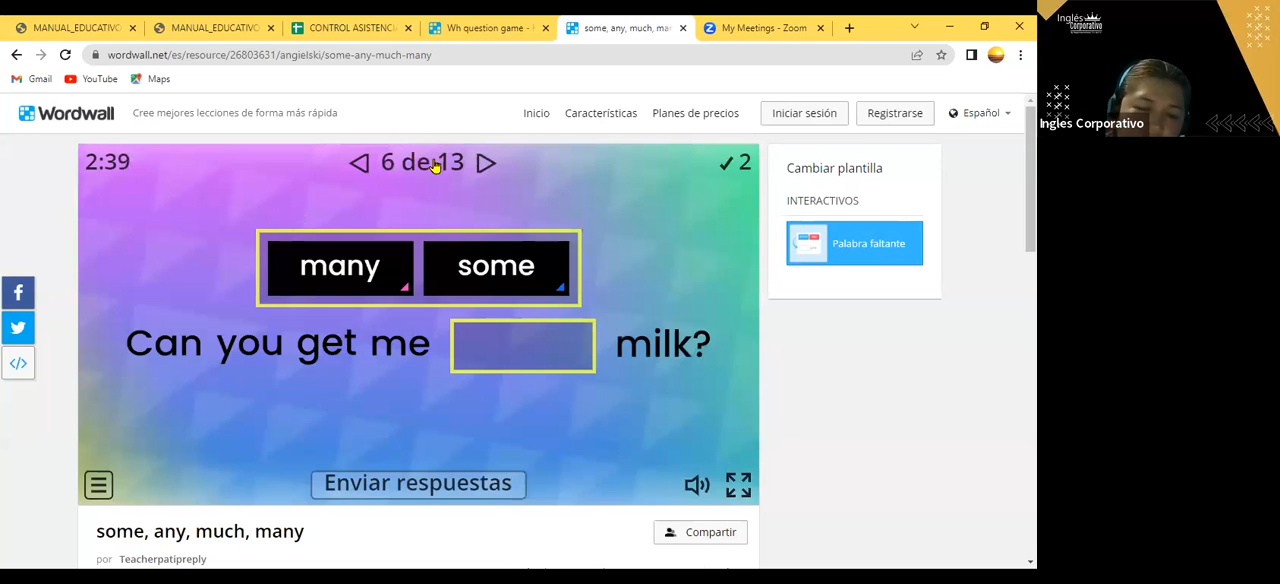 MANUAL_EDUCATIVO
MANUAL_EDUCATIVO
CONTROL ASISTENCI
Wh question game -
some, any, much, ma
My Meetings - Zoom
wordwall.net/es/resource/26803631/angielski/some-any-much-many
Gmail
YouTube
Maps
Wordwall
Cree mejores lecciones de forma más rápida
Inicio
Características
Planes de precio
Iniciar sesión
Registrarse
Español
2:39
6 de 13
2
Cambiar plantilla
INTERACTIVOS
Palabra faltante
many
some
Can you get me
milk?
Enviar respuestas
some, any, much, many
Compartir
por Teacherpatipreply
Inglés
Ingles Corporativo